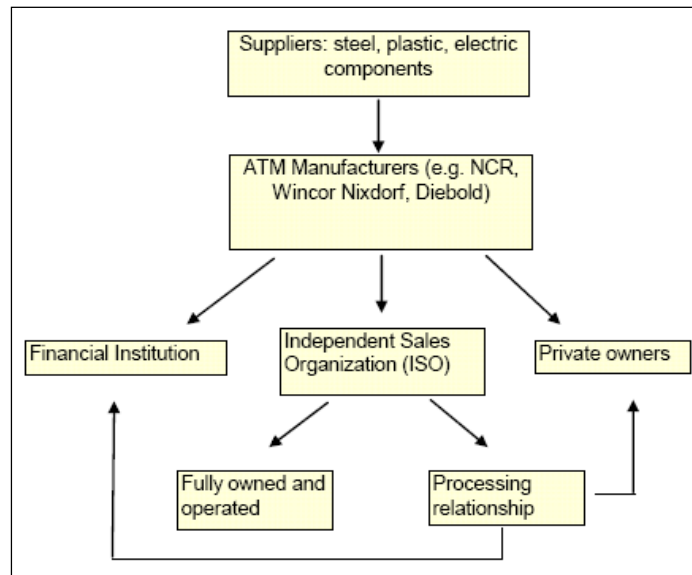 Suppliers: steel, plastic, electric
components
ATM Manufacturers (e.g. NCR,
Wincor Nixdorf, Diebold)
Financial Institution
Independent Sales
Organization (ISO)
Private owners
Fully owned and
operated
Processing
relationship